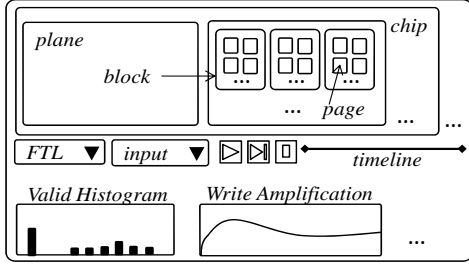 plane
chip
block
...
...
...
...
page
...
...
FTL
input
timeline
Valid Histogram
Write Amplification
...